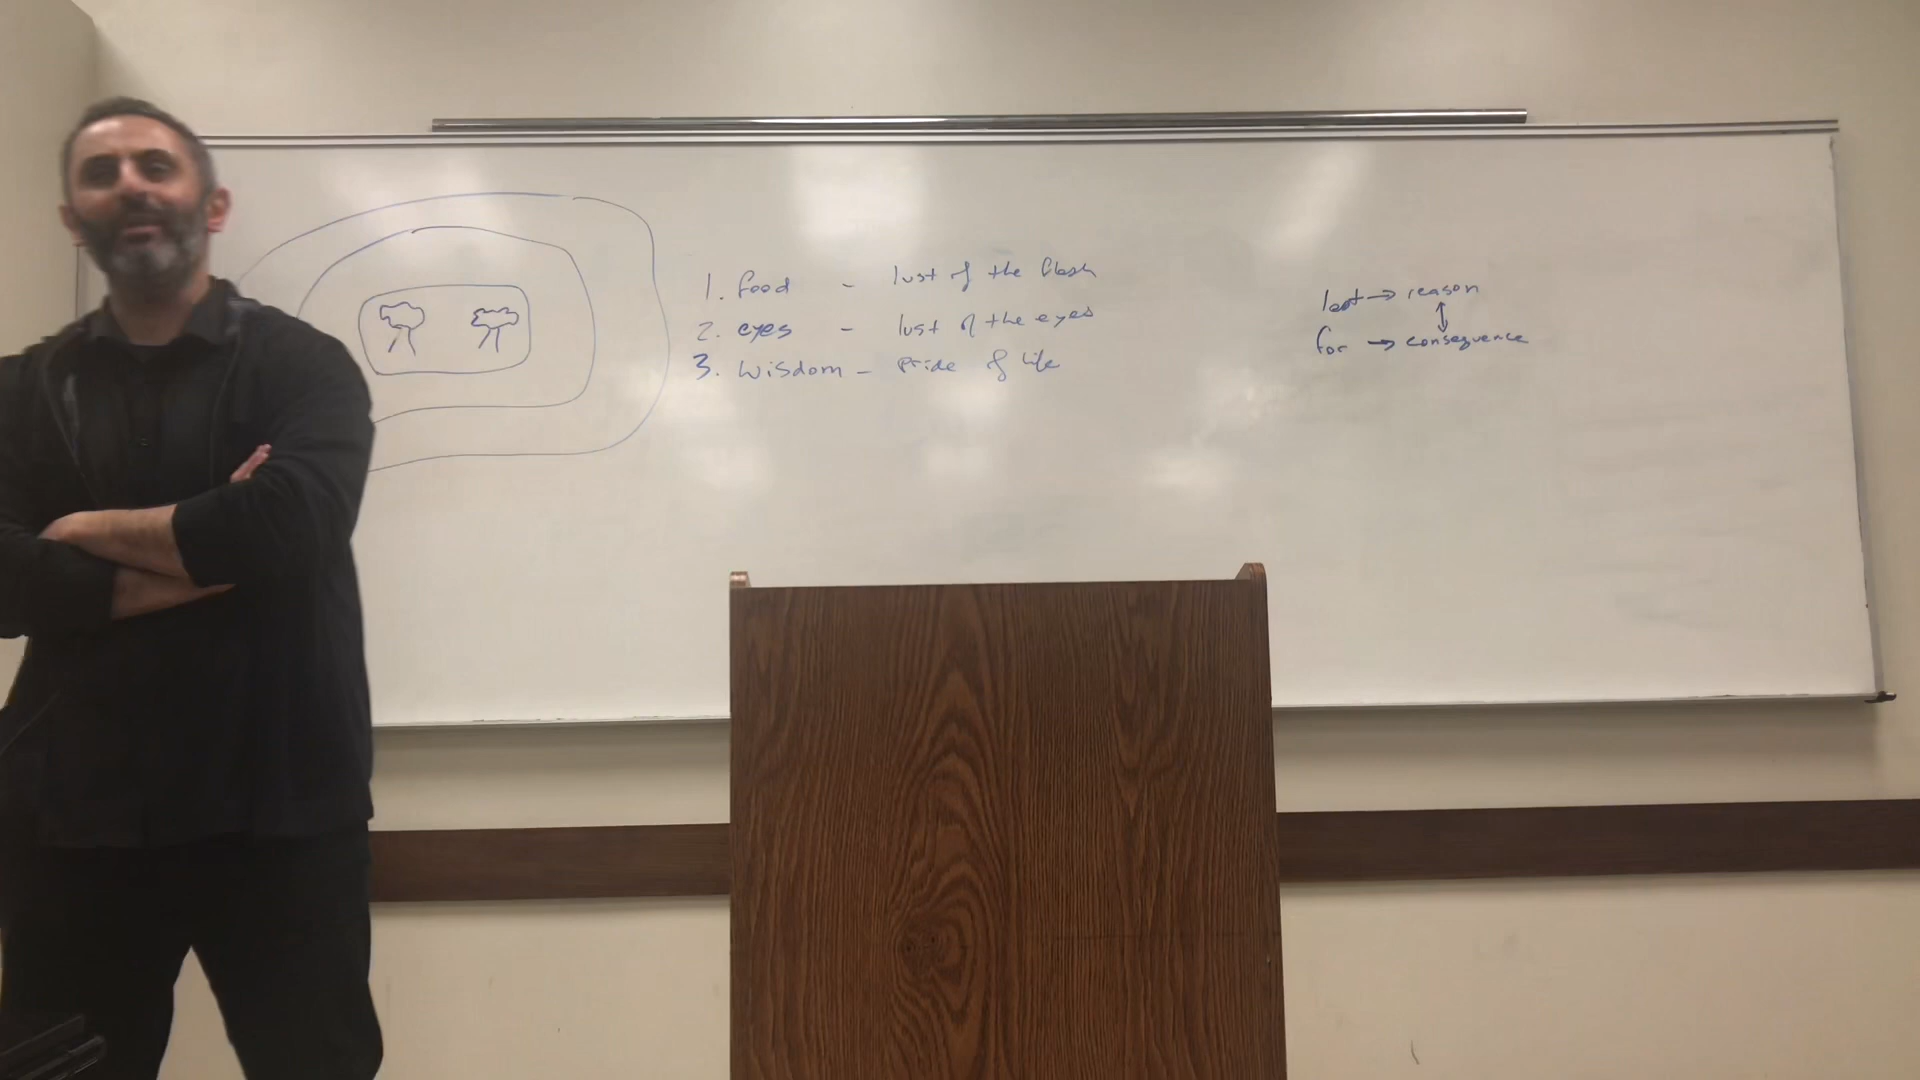 1. food - lust of the flesh
2. eyes - lust of the eyes
3. Wisdom - Pride of life
lest → reason
↕
for → consequence